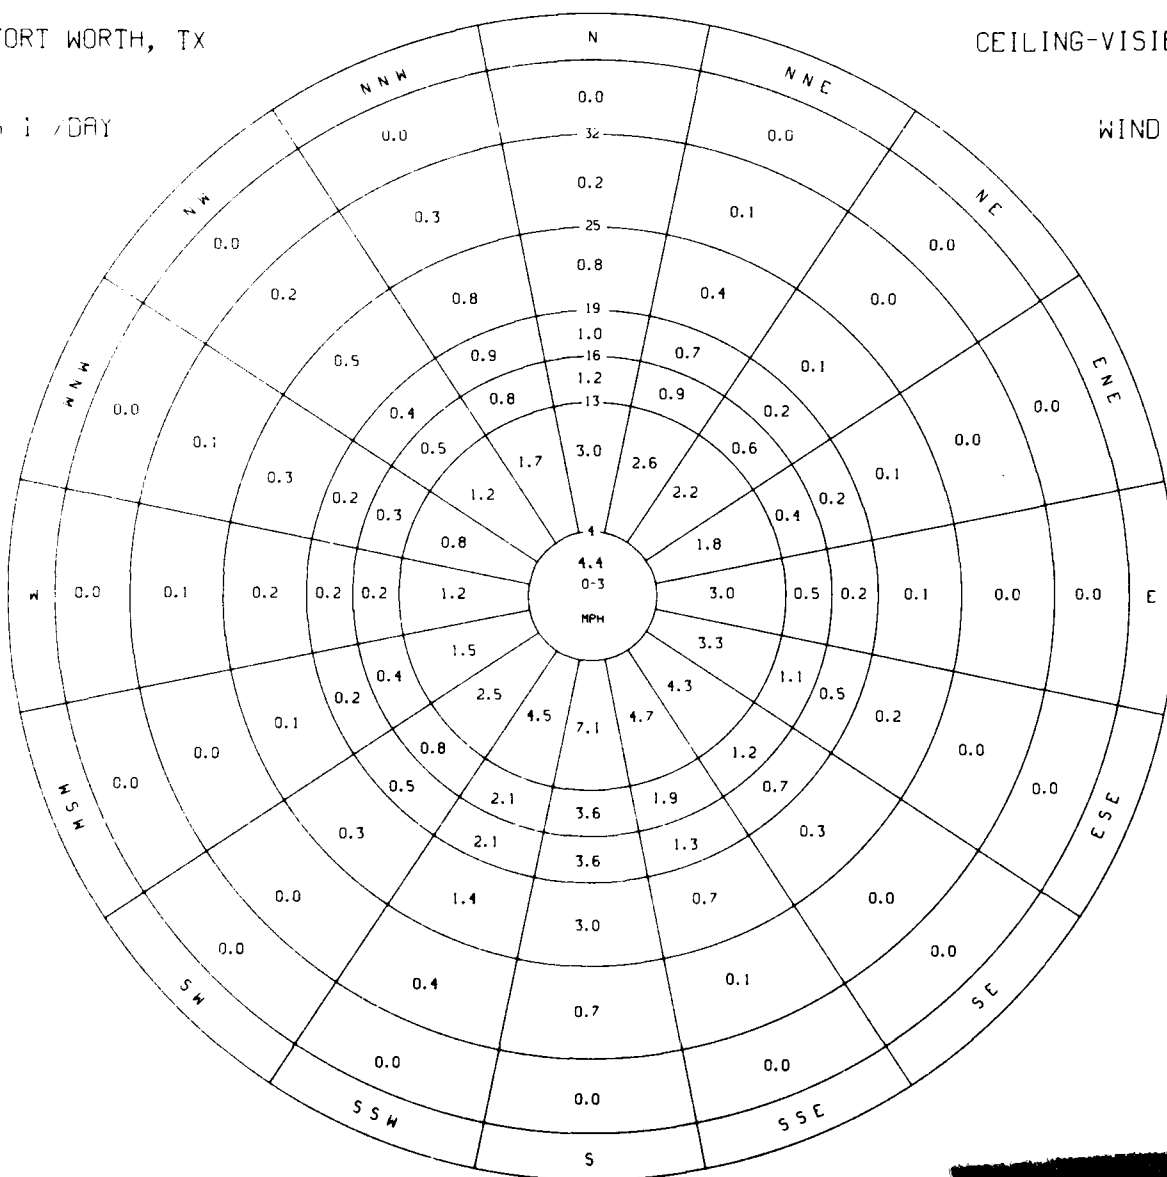 FORT WORTH, TX
CEILING-VISIB
1 /DAY
WIND
N
NNE
NE
ENE
E
ESE
SE
SSE
S
SSW
SW
WSW
W
WNW
NW
NNW
0.0
0.0 32 0.0
0.2
0.0 0.3 25 0.1 0.0
0.2 0.8 0.8 0.4 0.0
19
0.5 0.9 1.0 0.7 0.1
16
0.0 0.4 0.8 1.2 0.9 0.2 0.0
13
0.1 0.5 1.7 3.0 2.6 0.6 0.0
0.3 0.2 1.2 2.2 0.2 0.1
0.3 0.4
0.8 4 1.8
4.4
0-3
0.0 0.1 0.2 0.2 0.2 1.2 3.0 0.5 0.2 0.1 0.0 0.0
MPH
1.5 3.3
0.4 1.1
0.2 2.5 4.3 0.5
0.1 4.5 7.1 4.7 0.2
0.0 0.8 1.2 0.0
0.0 0.5 2.1 3.6 1.9 0.7 0.0
0.3 2.1 3.6 1.3 0.3
0.0 1.4 3.0 0.7 0.0
0.0 0.4 0.7 0.1 0.0
0.0 0.0 0.0